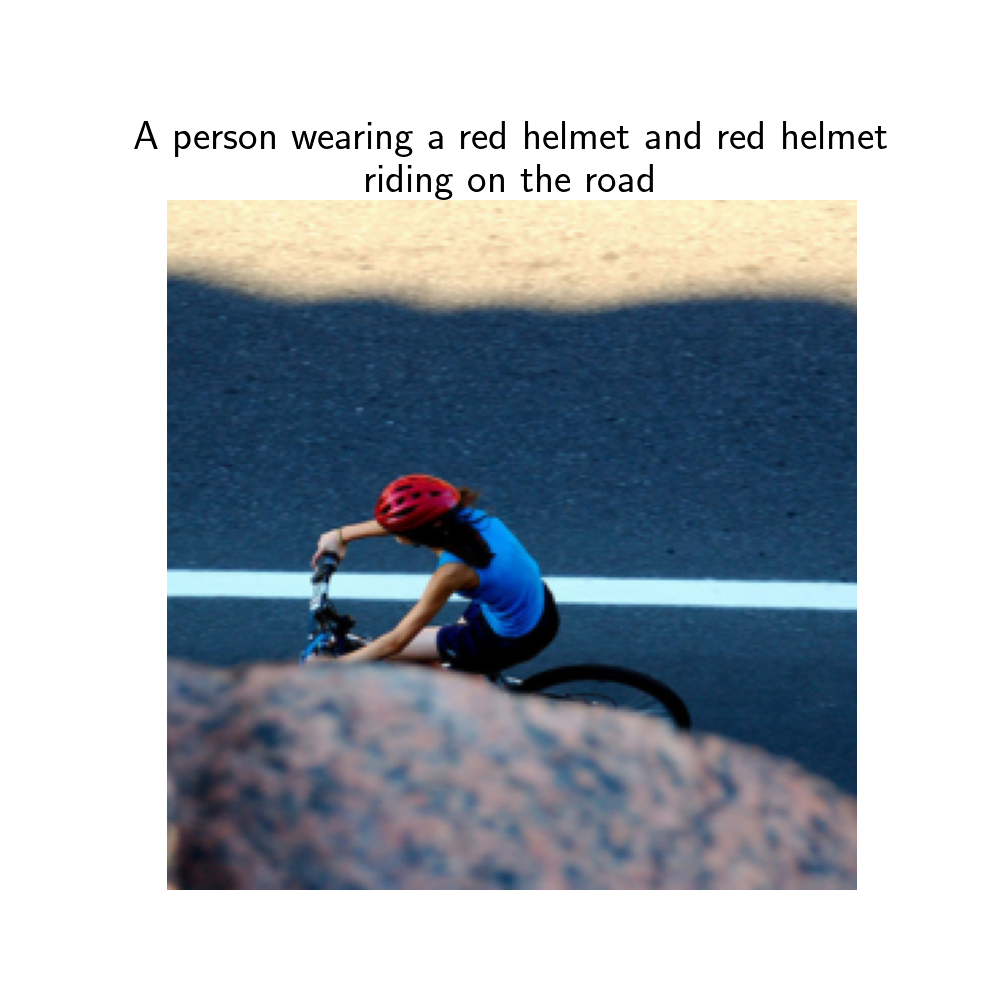 A person wearing a red helmet and red helmet
riding on the road